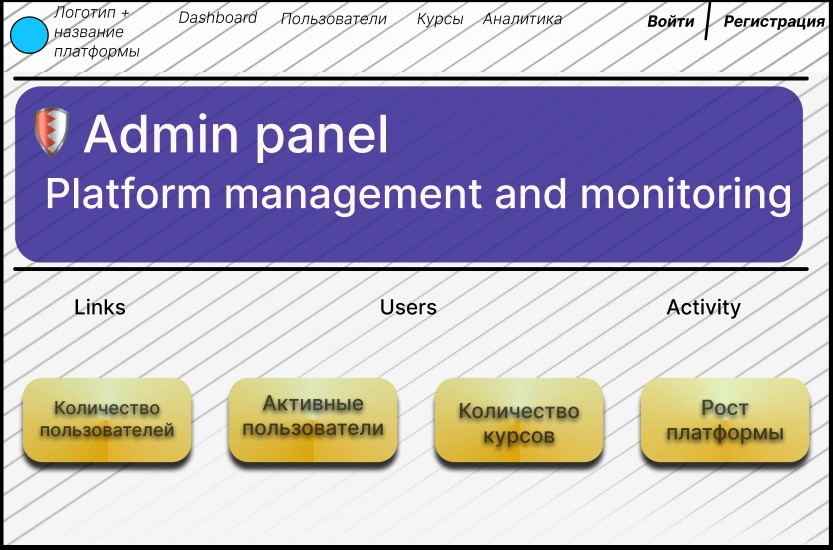 Логотип +
название
платформы
Dashboard Пользователи Курсы Аналитика
Войти Регистрация
Admin panel
Platform management and monitoring
Links Users Activity
Количество
пользователей
Активные
пользователи
Количество
курсов
Рост
платформы